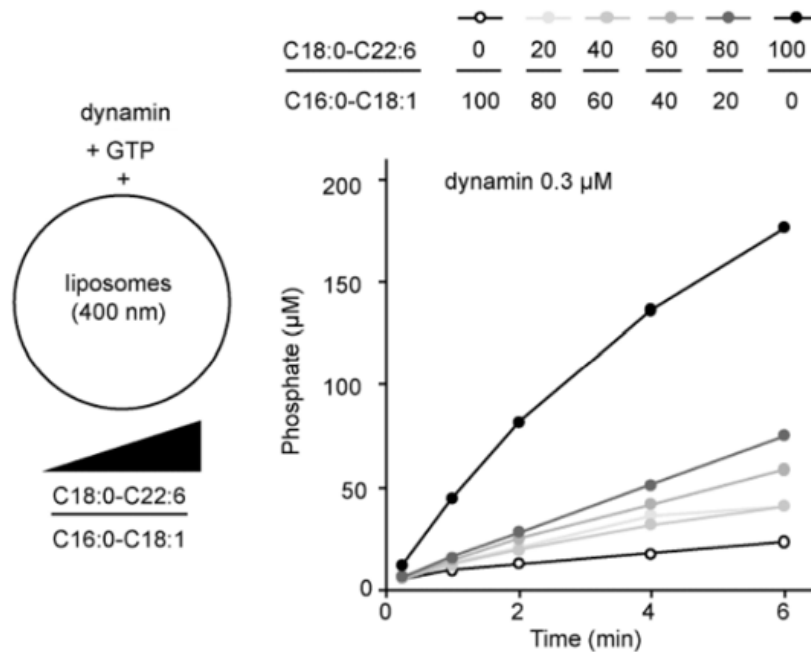 C18:0-C22:6 0 20 40 60 80 100
C16:0-C18:1 100 80 60 40 20 0
dynamin
+ GTP
+
liposomes
(400 nm)
C18:0-C22:6
C16:0-C18:1
dynamin 0.3 µM
Phosphate (µM)
200
150
100
50
0
0 2 4 6
Time (min)